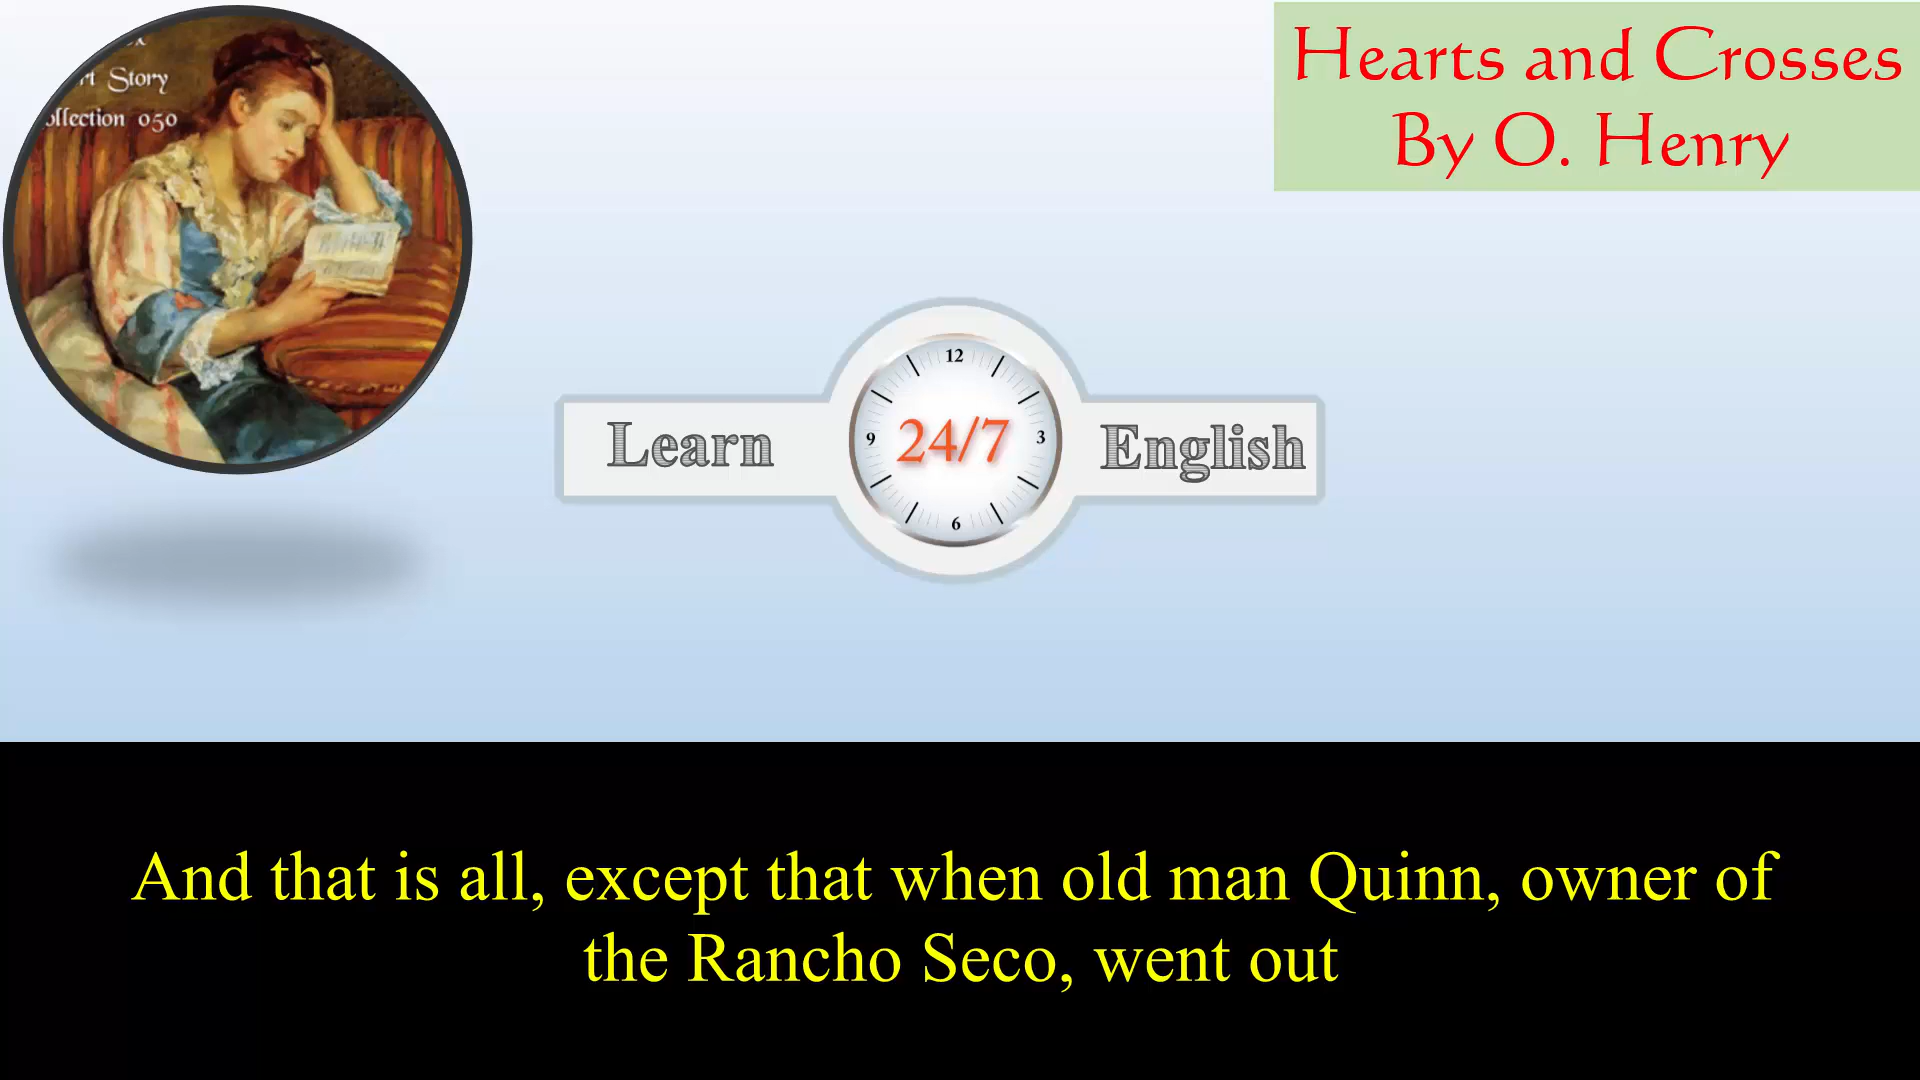 Story
ollection 050
Hearts and Crosses
By O. Henry
Learn 24/7 English
12
9
3
6
And that is all, except that when old man Quinn, owner of
the Rancho Seco, went out